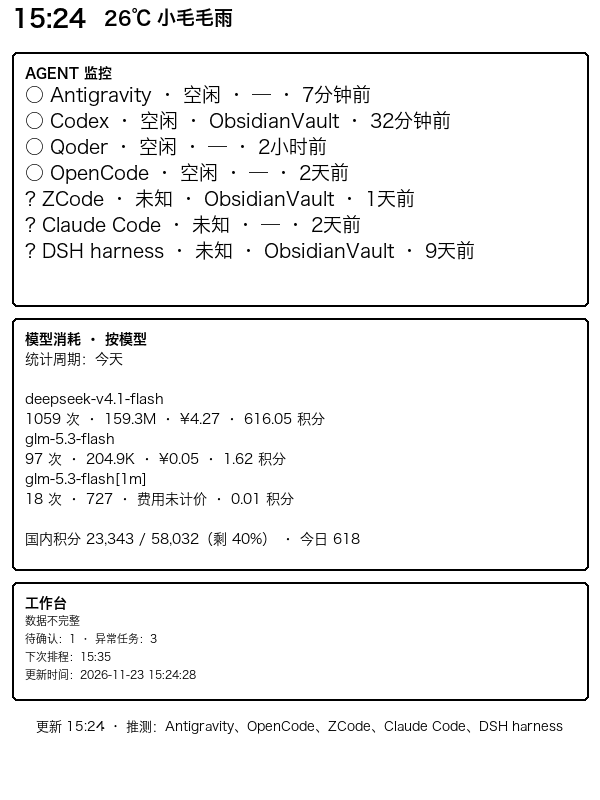 15:24 26℃ 小毛毛雨
AGENT 监控
○ Antigravity · 空闲 · — · 7分钟前
○ Codex · 空闲 · ObsidianVault · 32分钟前
○ Qoder · 空闲 · — · 2小时前
○ OpenCode · 空闲 · — · 2天前
? ZCode · 未知 · ObsidianVault · 1天前
? Claude Code · 未知 · — · 2天前
? DSH harness · 未知 · ObsidianVault · 9天前
模型消耗 · 按模型
统计周期：今天
deepseek-v4.1-flash
1059 次 · 159.3M · ¥4.27 · 616.05 积分
glm-5.3-flash
97 次 · 204.9K · ¥0.05 · 1.62 积分
glm-5.3-flash[1m]
18 次 · 727 · 费用未计价 · 0.01 积分
国内积分 23,343 / 58,032（剩 40%） · 今日 618
工作台
数据不完整
待确认：1 · 异常任务：3
下次排程：15:35
更新时间：2026-11-23 15:24:28
更新 15:24 · 推测：Antigravity、OpenCode、ZCode、Claude Code、DSH harness